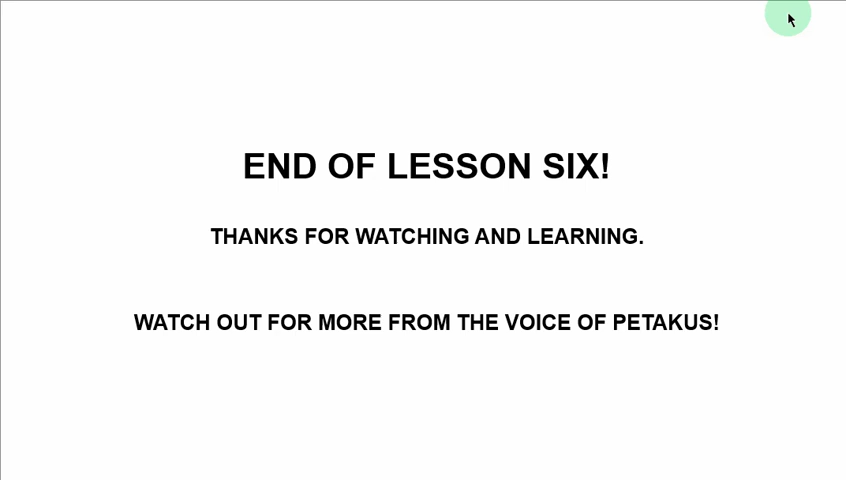 END OF LESSON SIX!
THANKS FOR WATCHING AND LEARNING.
WATCH OUT FOR MORE FROM THE VOICE OF PETAKUS!